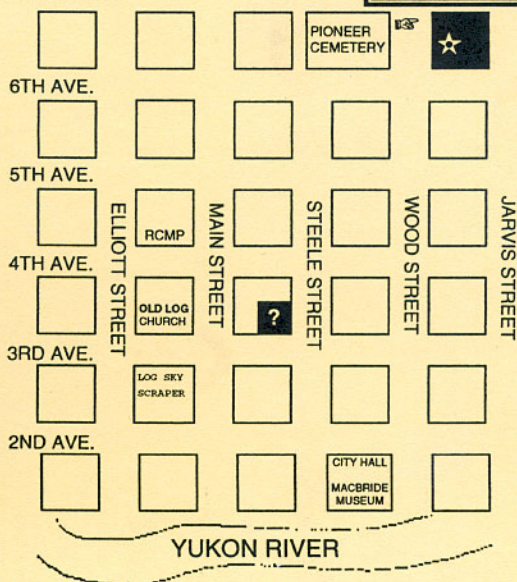 PIONEER
CEMETERY
6TH AVE.
5TH AVE.
ELLIOTT STREET
RCMP
MAIN STREET
STEELE STREET
WOOD STREET
JARVIS STREET
4TH AVE.
OLD LOG
CHURCH
?
3RD AVE.
LOG SKY
SCRAPER
2ND AVE.
CITY HALL
MACBRIDE
MUSEUM
YUKON RIVER